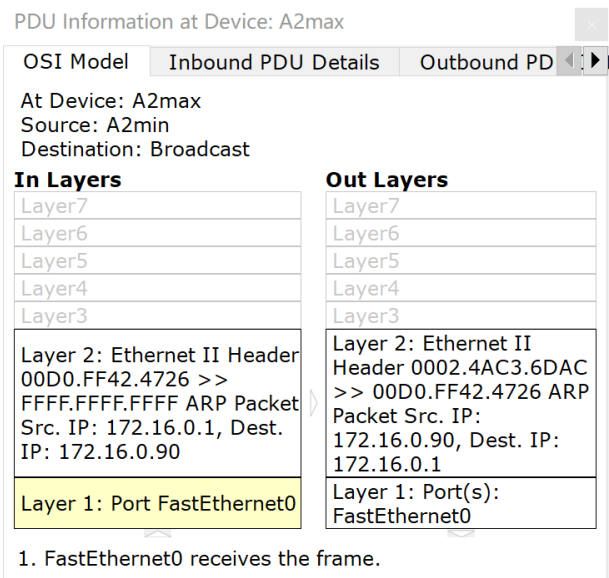 PDU Information at Device: A2max
OSI Model
Inbound PDU Details
Outbound PD
At Device: A2max
Source: A2min
Destination: Broadcast
In Layers
Layer7
Layer6
Layer5
Layer4
Layer3
Layer 2: Ethernet II Header
00D0.FF42.4726 >>
FFFF.FFFF.FFFF ARP Packet
Src. IP: 172.16.0.1, Dest.
IP: 172.16.0.90
Layer 1: Port FastEthernet0
Out Layers
Layer7
Layer6
Layer5
Layer4
Layer3
Layer 2: Ethernet II
Header 0002.4AC3.6DAC
>> 00D0.FF42.4726 ARP
Packet Src. IP:
172.16.0.90, Dest. IP:
172.16.0.1
Layer 1: Port(s):
FastEthernet0
1. FastEthernet0 receives the frame.